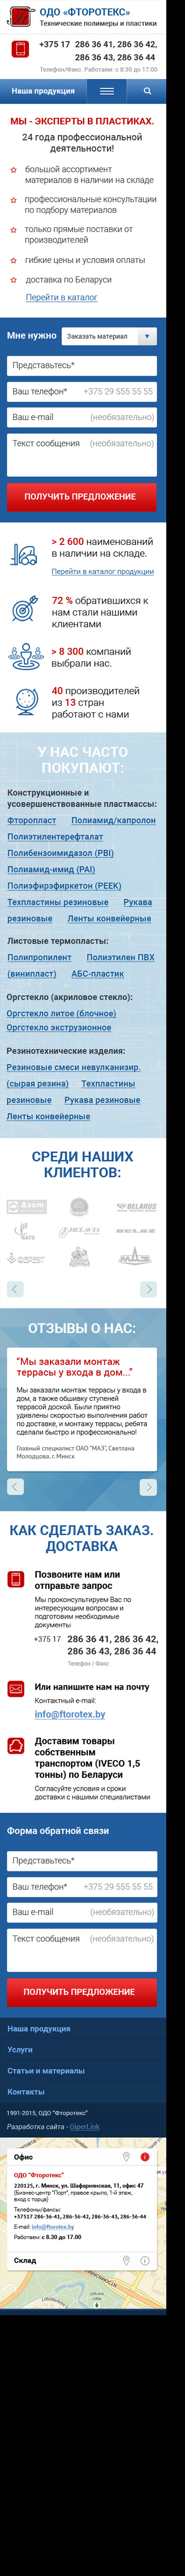 ОДО «ФТОРОТЕКС»
Технические полимеры и пластики
+375 17 286 36 41, 286 36 42,
286 36 43, 286 36 44
Телефон/Факс. Работаем: с 8:30 до 17:00
Наша продукция
МЫ - ЭКСПЕРТЫ В ПЛАСТИКАХ.
24 года профессиональной
деятельности!
большой ассортимент
материалов в наличии на складе
профессиональные консультации
по подбору материалов
только прямые поставки от
производителей
гибкие цены и условия оплаты
доставка по Беларуси
Перейти в каталог
Мне нужно Заказать материал
Представьтесь*
Ваш телефон* +375 29 555 55 55
Ваш e-mail (необязательно)
Текст сообщения (необязательно)
ПОЛУЧИТЬ ПРЕДЛОЖЕНИЕ
> 2 600 наименований
в наличии на складе.
Перейти в каталог продукции
72 % обратившихся к
нам стали нашими
клиентами
> 8 300 компаний
выбрали нас.
40 производителей
из 13 стран
работают с нами
У НАС ЧАСТО
ПОКУПАЮТ:
Конструкционные и
усовершенствованные пластмассы:
Фторопласт Полиамид/капролон
Полиэтилентерефталат
Полибензоимидазол (PBI)
Полиамид-имид (PAI)
Полиэфирэфиркетон (PEEK)
Техпластины резиновые Рукава
резиновые Ленты конвейерные
Листовые термопласты:
Полипропилент Полиэтилен ПВХ
(винипласт) АБС-пластик
Оргстекло (акриловое стекло):
Оргстекло литое (блочное)
Оргстекло экструзионное
Резинотехнические изделия:
Резиновые смеси невулканизир.
(сырая резина) Техпластины
резиновые Рукава резиновые
Ленты конвейерные
СРЕДИ НАШИХ
КЛИЕНТОВ:
Азот
BELARUS
БАТЭ
BELAVIA
ОТЗЫВЫ О НАС:
“Мы заказали монтаж
террасы у входа в дом...”
Мы заказали монтаж террасы у входа в
дом, а также обшивку ступеней
террасной доской. Были приятно
удивлены скоростью выполнения работ
по доставке, и монтажу террасы, ребята
сделали быстро и профессионально!
Главный специалист ОАО "МАЗ", Светлана
Молодцова. г. Минск
КАК СДЕЛАТЬ ЗАКАЗ.
ДОСТАВКА
Позвоните нам или
отправьте запрос
Мы проконсультируем Вас по
интересующим вопросам и
подготовим необходимые
документы
+375 17 286 36 41, 286 36 42,
286 36 43, 286 36 44
Телефон / Факс
Или напишите нам на почту
Контактный e-mail:
info@ftorotex.by
Доставим товары
собственным
транспортом (IVECO 1,5
тонны) по Беларуси
Согласуйте условия и сроки
доставки с нашими специалистами
Форма обратной связи
Представьтесь*
Ваш телефон* +375 29 555 55 55
Ваш e-mail (необязательно)
Текст сообщения (необязательно)
ПОЛУЧИТЬ ПРЕДЛОЖЕНИЕ
Наша продукция
Услуги
Статьи и материалы
Контакты
1991-2015, ОДО “Фторотекс”
Разработка сайта - GiperLink
Офис
ОДО “Фторотекс”
220125, г. Минск, ул. Шафарнянская, 11, офис 47
(Бизнес-центр "Порт", правое крыло, 1-й этаж,
вход с торца)
Телефоны/факсы:
+37517 286-36-41, 286-36-42, 286-36-43, 286-36-44
E-mail: info@ftorotex.by
Работаем: с 8.30 до 17.00
Склад